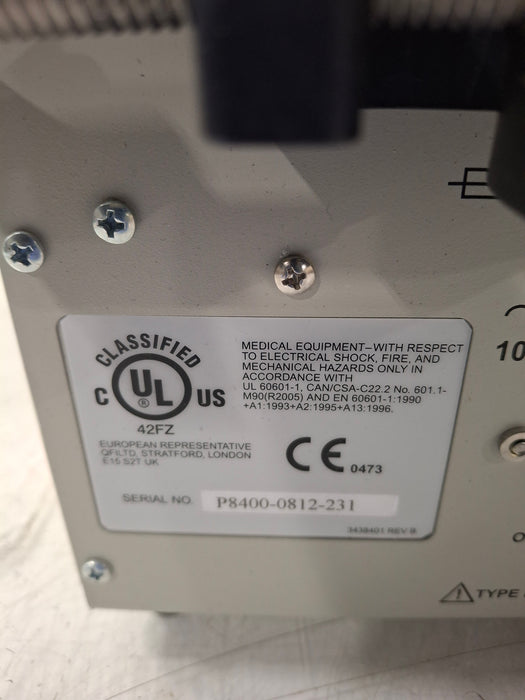 CLASSIFIED
C UL US
®
42FZ
MEDICAL EQUIPMENT–WITH RESPECT
TO ELECTRICAL SHOCK, FIRE, AND
MECHANICAL HAZARDS ONLY IN
ACCORDANCE WITH
UL 60601-1, CAN/CSA-C22.2 No. 601.1-
M90(R2005) AND EN 60601-1:1990
+A1:1993+A2:1995+A13:1996.
EUROPEAN REPRESENTATIVE
QFILTD, STRATFORD, LONDON
E15 S2T UK
CE 0473
SERIAL NO. P8400-0812-231
3438401 REV B
10
TYPE